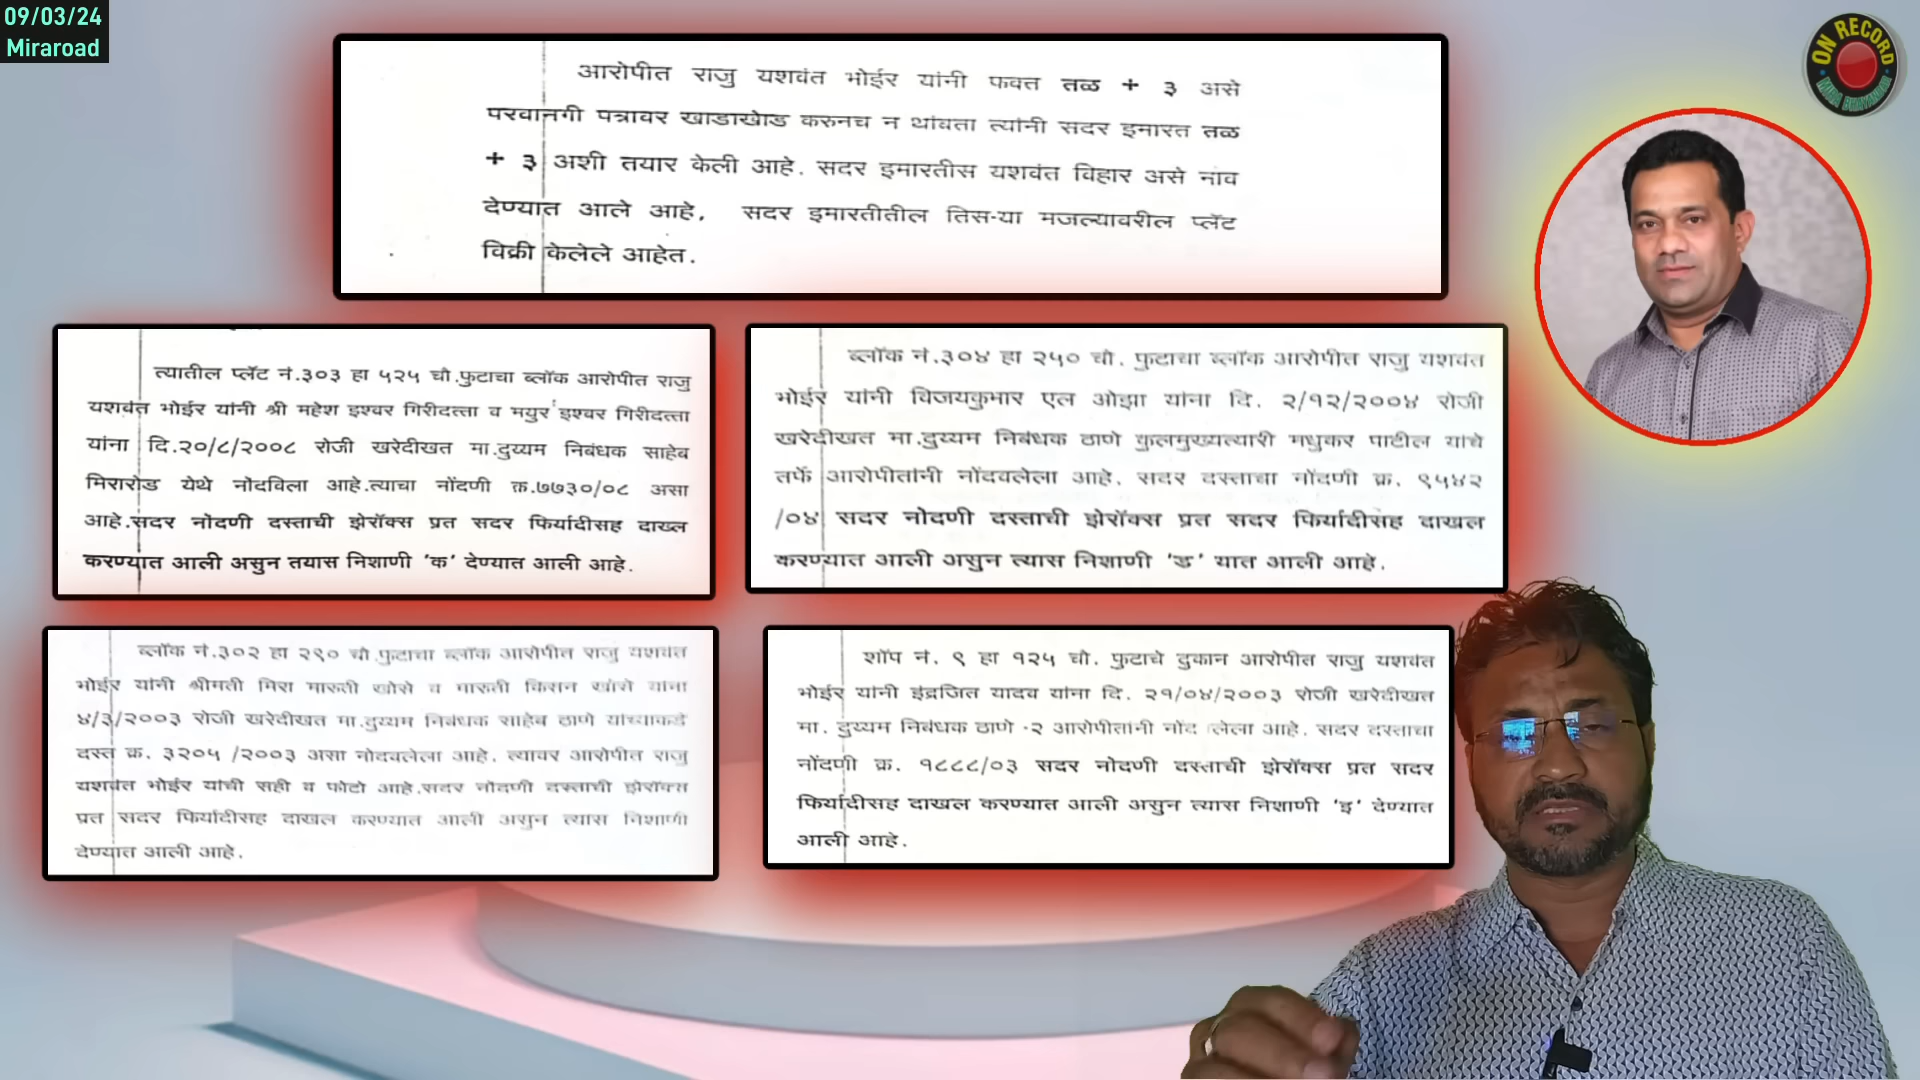 09/03/24
Miraroad
ON RECORD
MIRA BHAYANDAR
आरोपीत राजु यशवंत भोईर यांनी फक्त तळ + ३ असे
परवानगी पत्रावर खाडाखोड करुनच न थांबता त्यांनी सदर इमारत तळ
+ ३ अशी तयार केली आहे. सदर इमारतीस यशवंत विहार असे नांव
देण्यात आले आहे, सदर इमारतीतील तिस-या मजल्यावरील प्लॅट
विक्री केलेले आहेत.
त्यातील प्लॅट नं.३०३ हा ५२५ चौ.फुटाचा ब्लॉक आरोपीत राजु
यशवंत भोईर यांनी श्री महेश इश्वर गिरीदत्ता व मयुर इश्वर गिरीदत्ता
यांना दि.२०/८/२००८ रोजी खरेदीखत मा.दुय्यम निबंधक साहेब
मिरारोड येथे नोंदविला आहे.त्याचा नोंदणी क्र.७७३०/०८ असा
आहे.सदर नोंदणी दस्ताची झेरॉक्स प्रत सदर फिर्यादीसह दाख्ल
करण्यात आली असुन तयास निशाणी ‘क’ देण्यात आली आहे.
ब्लॉक नं.३०४ हा २५० चौ. फुटाचा ब्लॉक आरोपीत राजु यशवंत
भोईर यांनी विजयकुमार एल ओझा यांना दि. २/१२/२००४ रोजी
खरेदीखत मा.दुय्यम निबंधक ठाणे कुलमुख्यत्यारी मधुकर पाटील यांचे
तर्फे आरोपीतांनी नोंदवलेला आहे. सदर दस्ताचा नोंदणी क्र. ९५४२
/०४ सदर नोंदणी दस्ताची झेरॉक्स प्रत सदर फिर्यादीसह दाखल
करण्यात आली असुन त्यास निशाणी ‘ड’ यात आली आहे.
ब्लॉक नं.३०२ हा २९० चौ.फुटाचा ब्लॉक आरोपीत राजु यशवंत
भोईर यांनी श्रीमती मिरा मारुती खोसे व मारुती किसन खोसे यांना
४/३/२००३ रोजी खरेदीखत मा.दुय्यम निबंधक साहेब ठाणे यांच्याकडे
दस्त क्र. ३२०५ /२००३ असा नोंदवलेला आहे. त्यावर आरोपीत राजु
यशवंत भोईर यांची सही व फोटो आहे.सदर नोंदणी दस्ताची झेरॉक्स
प्रत सदर फिर्यादीसह दाखल करण्यात आली असुन त्यास निशाणी
देण्यात आली आहे.
शॉप नं. ९ हा १२५ चौ. फुटाचे दुकान आरोपीत राजु यशवंत
भोईर यांनी इंद्रजित यादव यांना दि. २१/०४/२००३ रोजी खरेदीखत
मा. दुय्यम निबंधक ठाणे -२ आरोपीतांनी नोंद लेला आहे. सदर दस्ताचा
नोंदणी क्र. १८८८/०३ सदर नोंदणी दस्ताची झेरॉक्स प्रत सदर
फिर्यादीसह दाखल करण्यात आली असुन त्यास निशाणी ‘इ’ देण्यात
आली आहे.